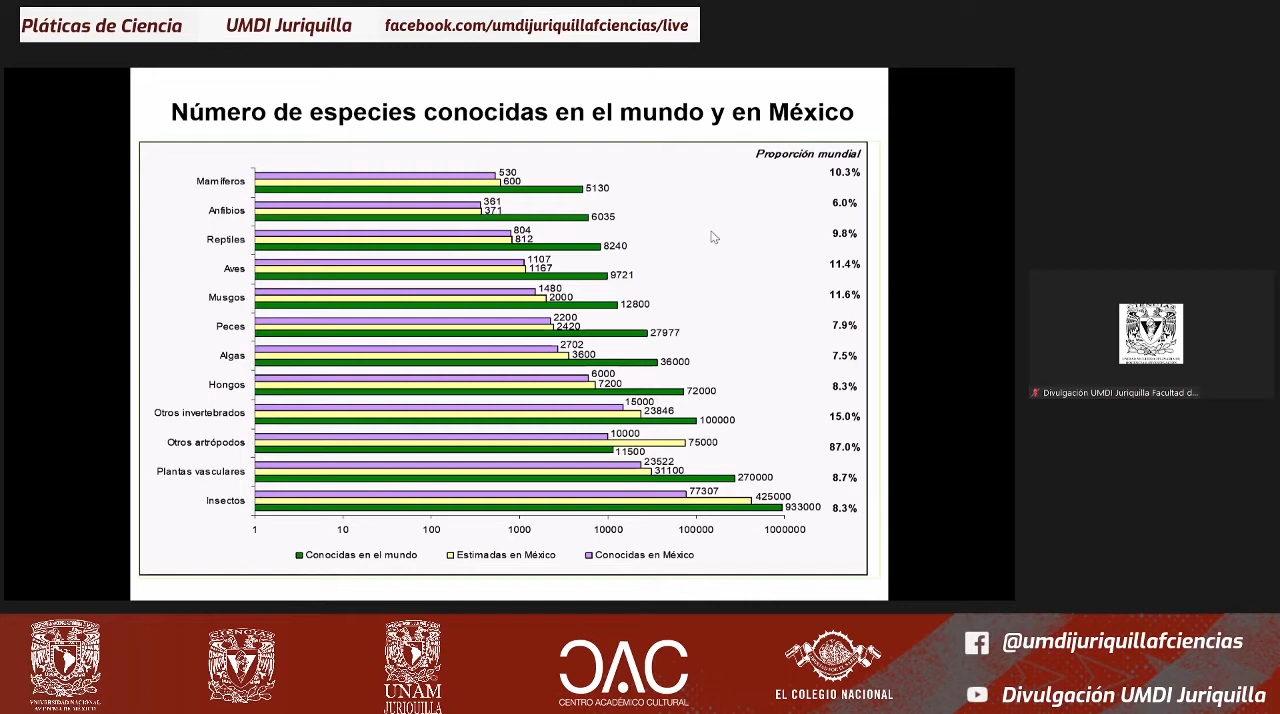 Pláticas de Ciencia UMDI Juriquilla facebook.com/umdijuriquillafciencias/live
Número de especies conocidas en el mundo y en México
Proporción mundial
Mamíferos 530 600 5130 10.3%
Anfibios 361 371 6035 6.0%
Reptiles 804 812 8240 9.8%
Aves 1107 1167 9721 11.4%
Musgos 1480 2000 12800 11.6%
Peces 2200 2420 27977 7.9%
Algas 2702 3600 36000 7.5%
Hongos 6000 7200 72000 8.3%
Otros invertebrados 15000 23846 100000 15.0%
Otros artrópodos 10000 75000 11500 87.0%
Plantas vasculares 23522 31100 270000 8.7%
Insectos 77307 425000 933000 8.3%
1 10 100 1000 10000 100000 1000000
Conocidas en el mundo Estimadas en México Conocidas en México
Divulgación UMDI Juriquilla Facultad d...
CIENCIAS
UNAM
JURIQUILLA
CAC
CENTRO ACADÉMICO CULTURAL
EL COLEGIO NACIONAL
@umdijuriquillafciencias
Divulgación UMDI Juriquilla